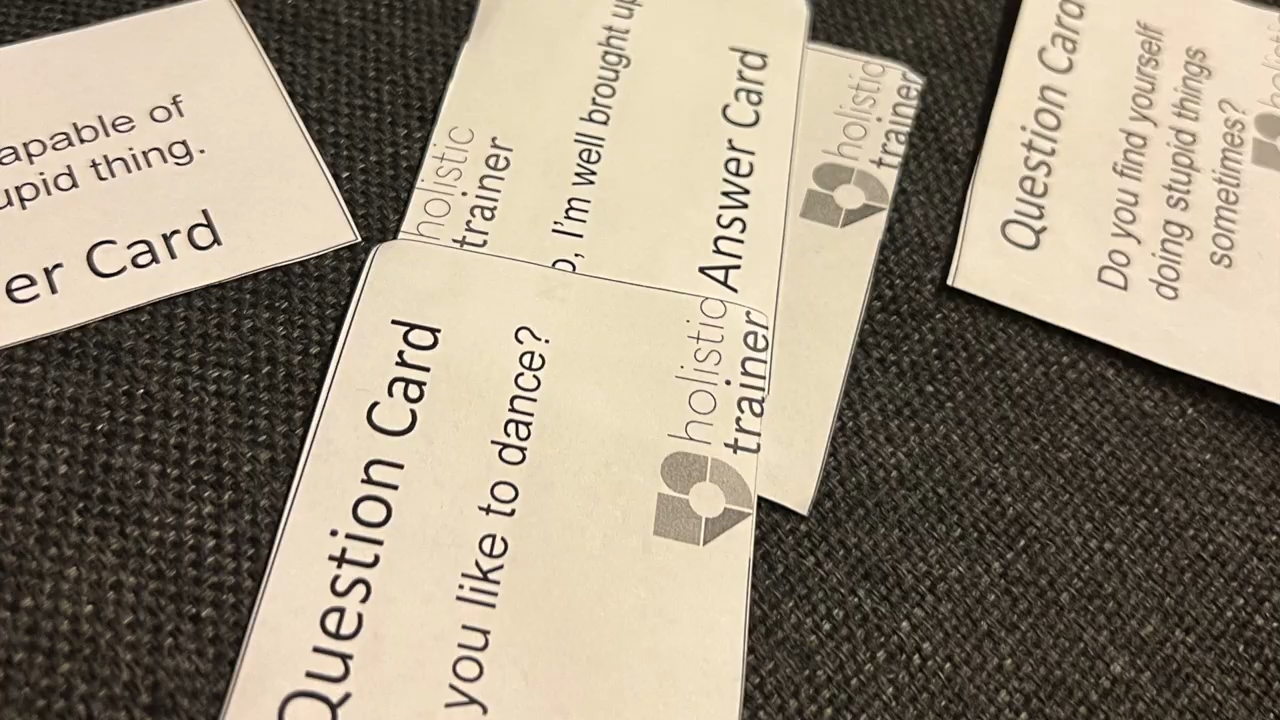 apable of
upid thing.
er Card
holistic
trainer
o, I'm well brought up
Answer Card
holistic
trainer
Question Card
you like to dance?
holistic
trainer
Question Card
Do you find yourself
doing stupid things
sometimes?